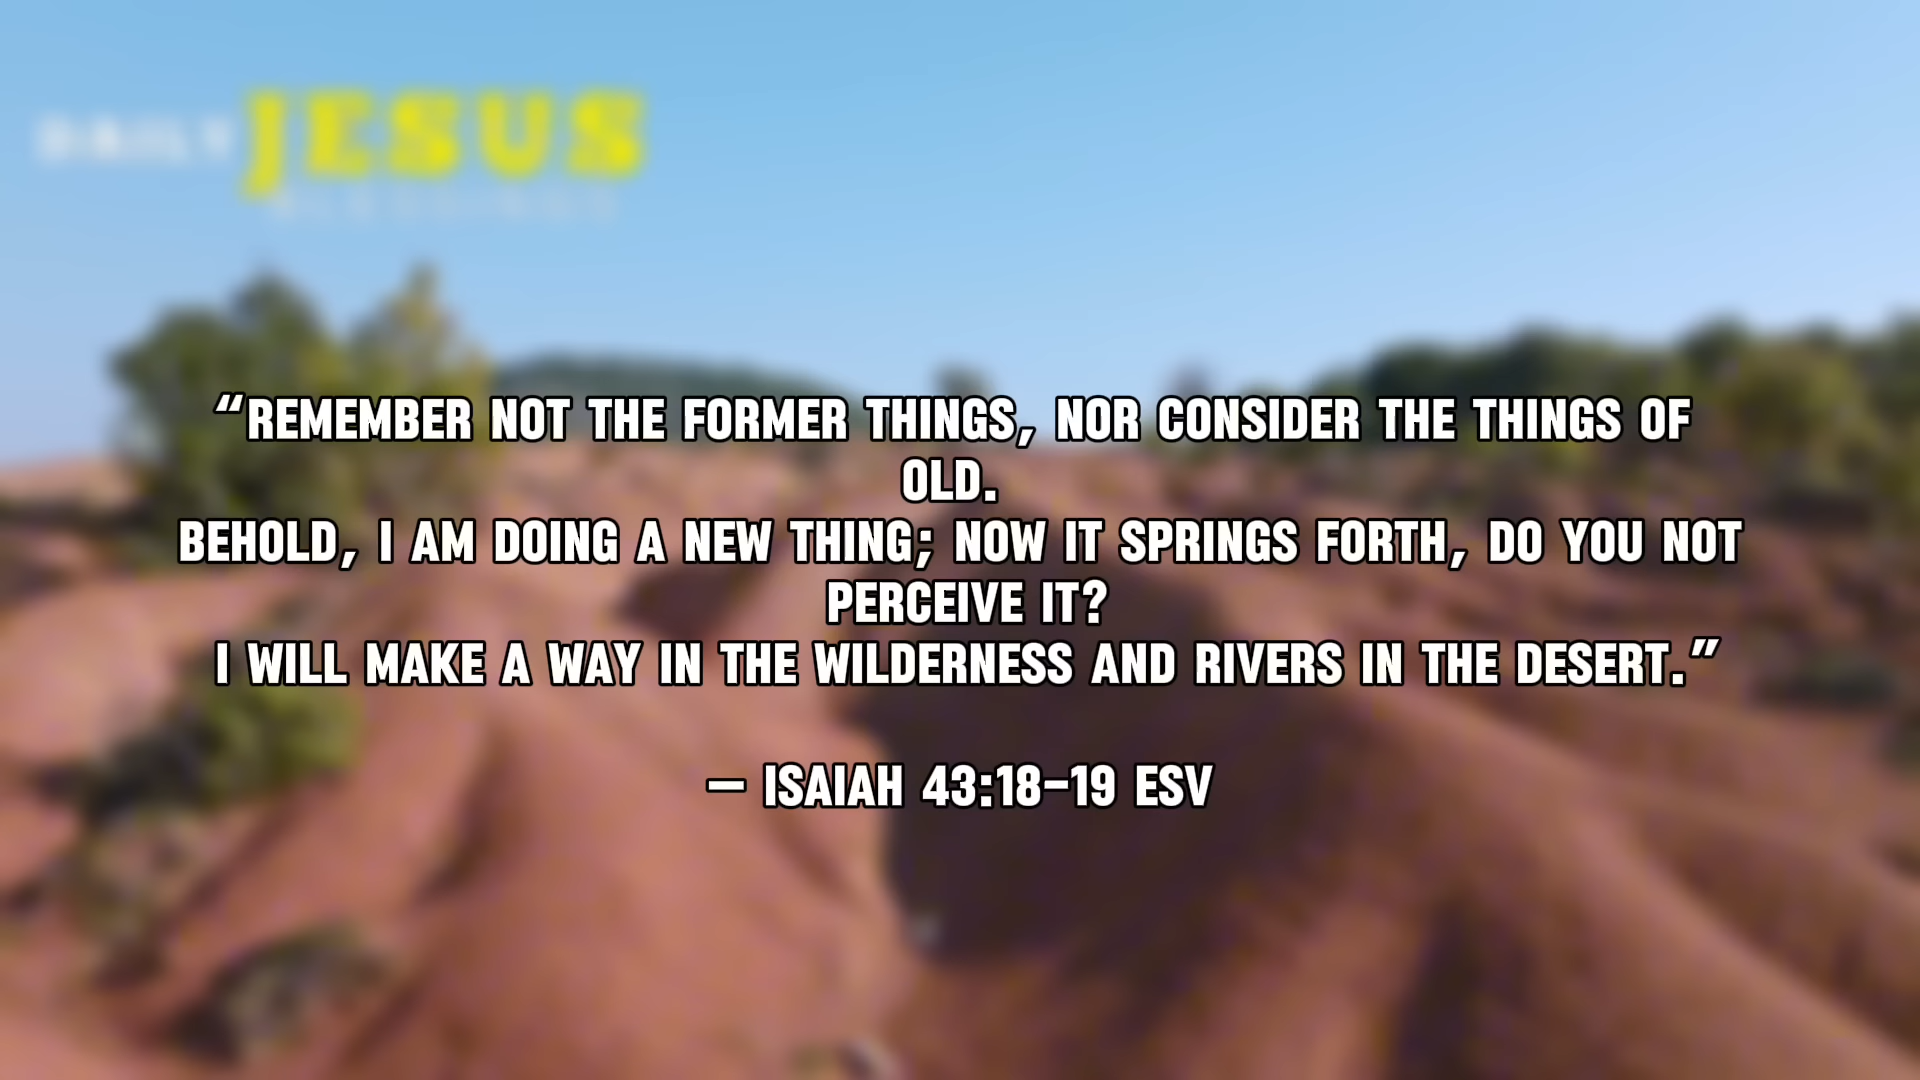 DAILY
JESUS
BLESSINGS
“REMEMBER NOT THE FORMER THINGS, NOR CONSIDER THE THINGS OF
OLD.
BEHOLD, I AM DOING A NEW THING; NOW IT SPRINGS FORTH, DO YOU NOT
PERCEIVE IT?
I WILL MAKE A WAY IN THE WILDERNESS AND RIVERS IN THE DESERT.”
– ISAIAH 43:18–19 ESV